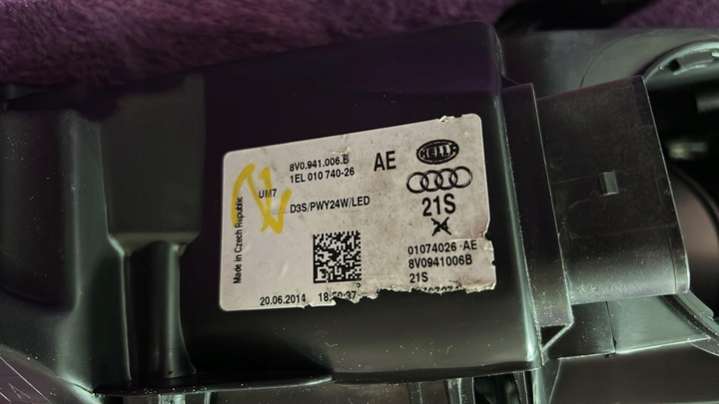 8V0.941.006.B
1EL 010 740-26
AE
HELLA
UM7
D3S/PWY24W/LED
21S
Made in Czech Republic
01074026 AE
8V0941006B
21S
20.06.2014